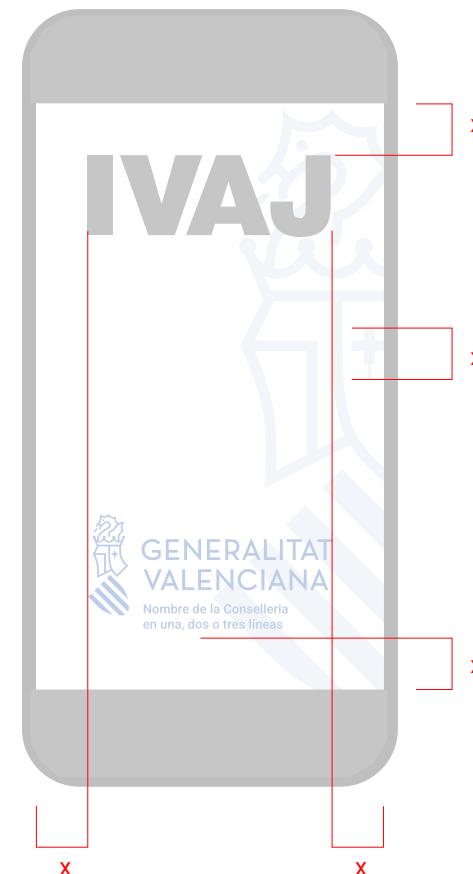 x
IVAJ
x
GENERALITAT
VALENCIANA
Nombre de la Conselleria
en una, dos o tres líneas
x
x
x